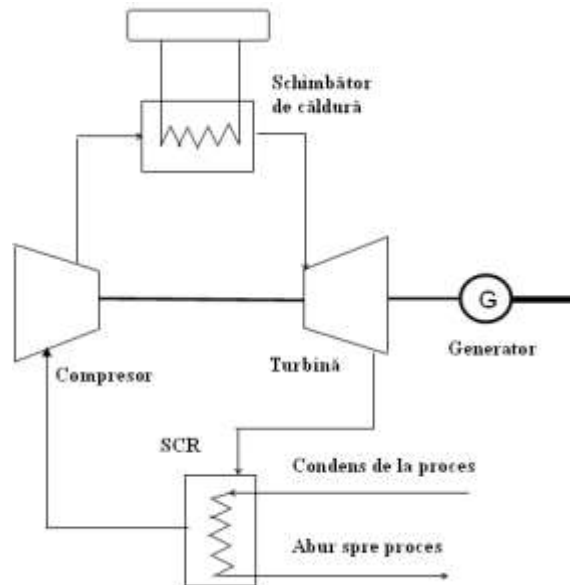 Schimbător
de căldură
G
Generator
Turbină
Compresor
SCR
Condens de la proces
Abur spre proces